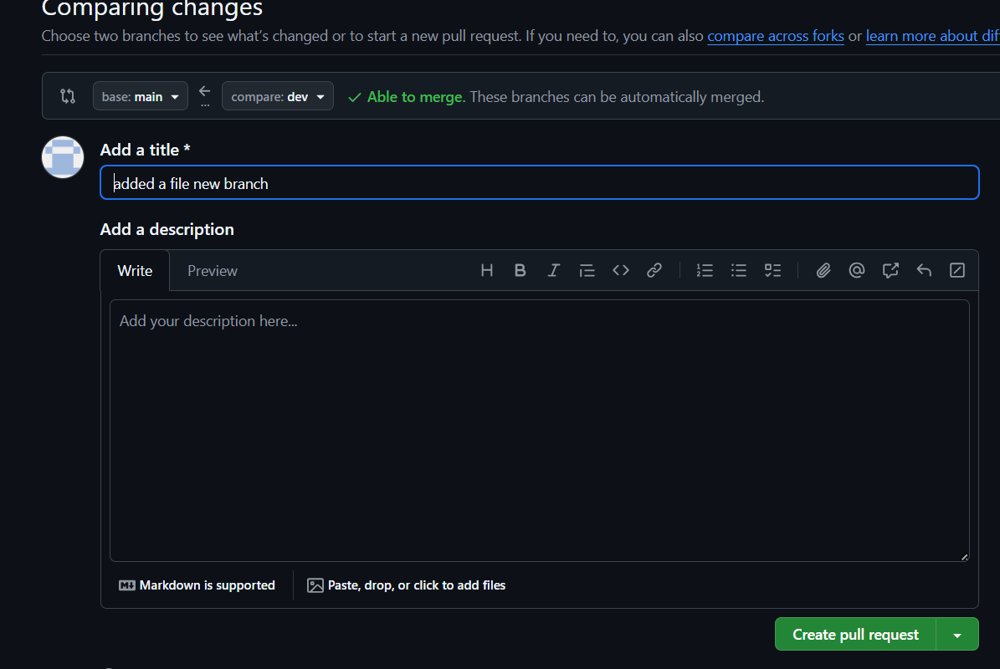 Comparing changes
Choose two branches to see what's changed or to start a new pull request. If you need to, you can also compare across forks or learn more about
base: main
compare: dev
Able to merge. These branches can be automatically merged.
Add a title *
added a file new branch
Add a description
Write
Preview
Add your description here...
Markdown is supported
Paste, drop, or click to add files
Create pull request